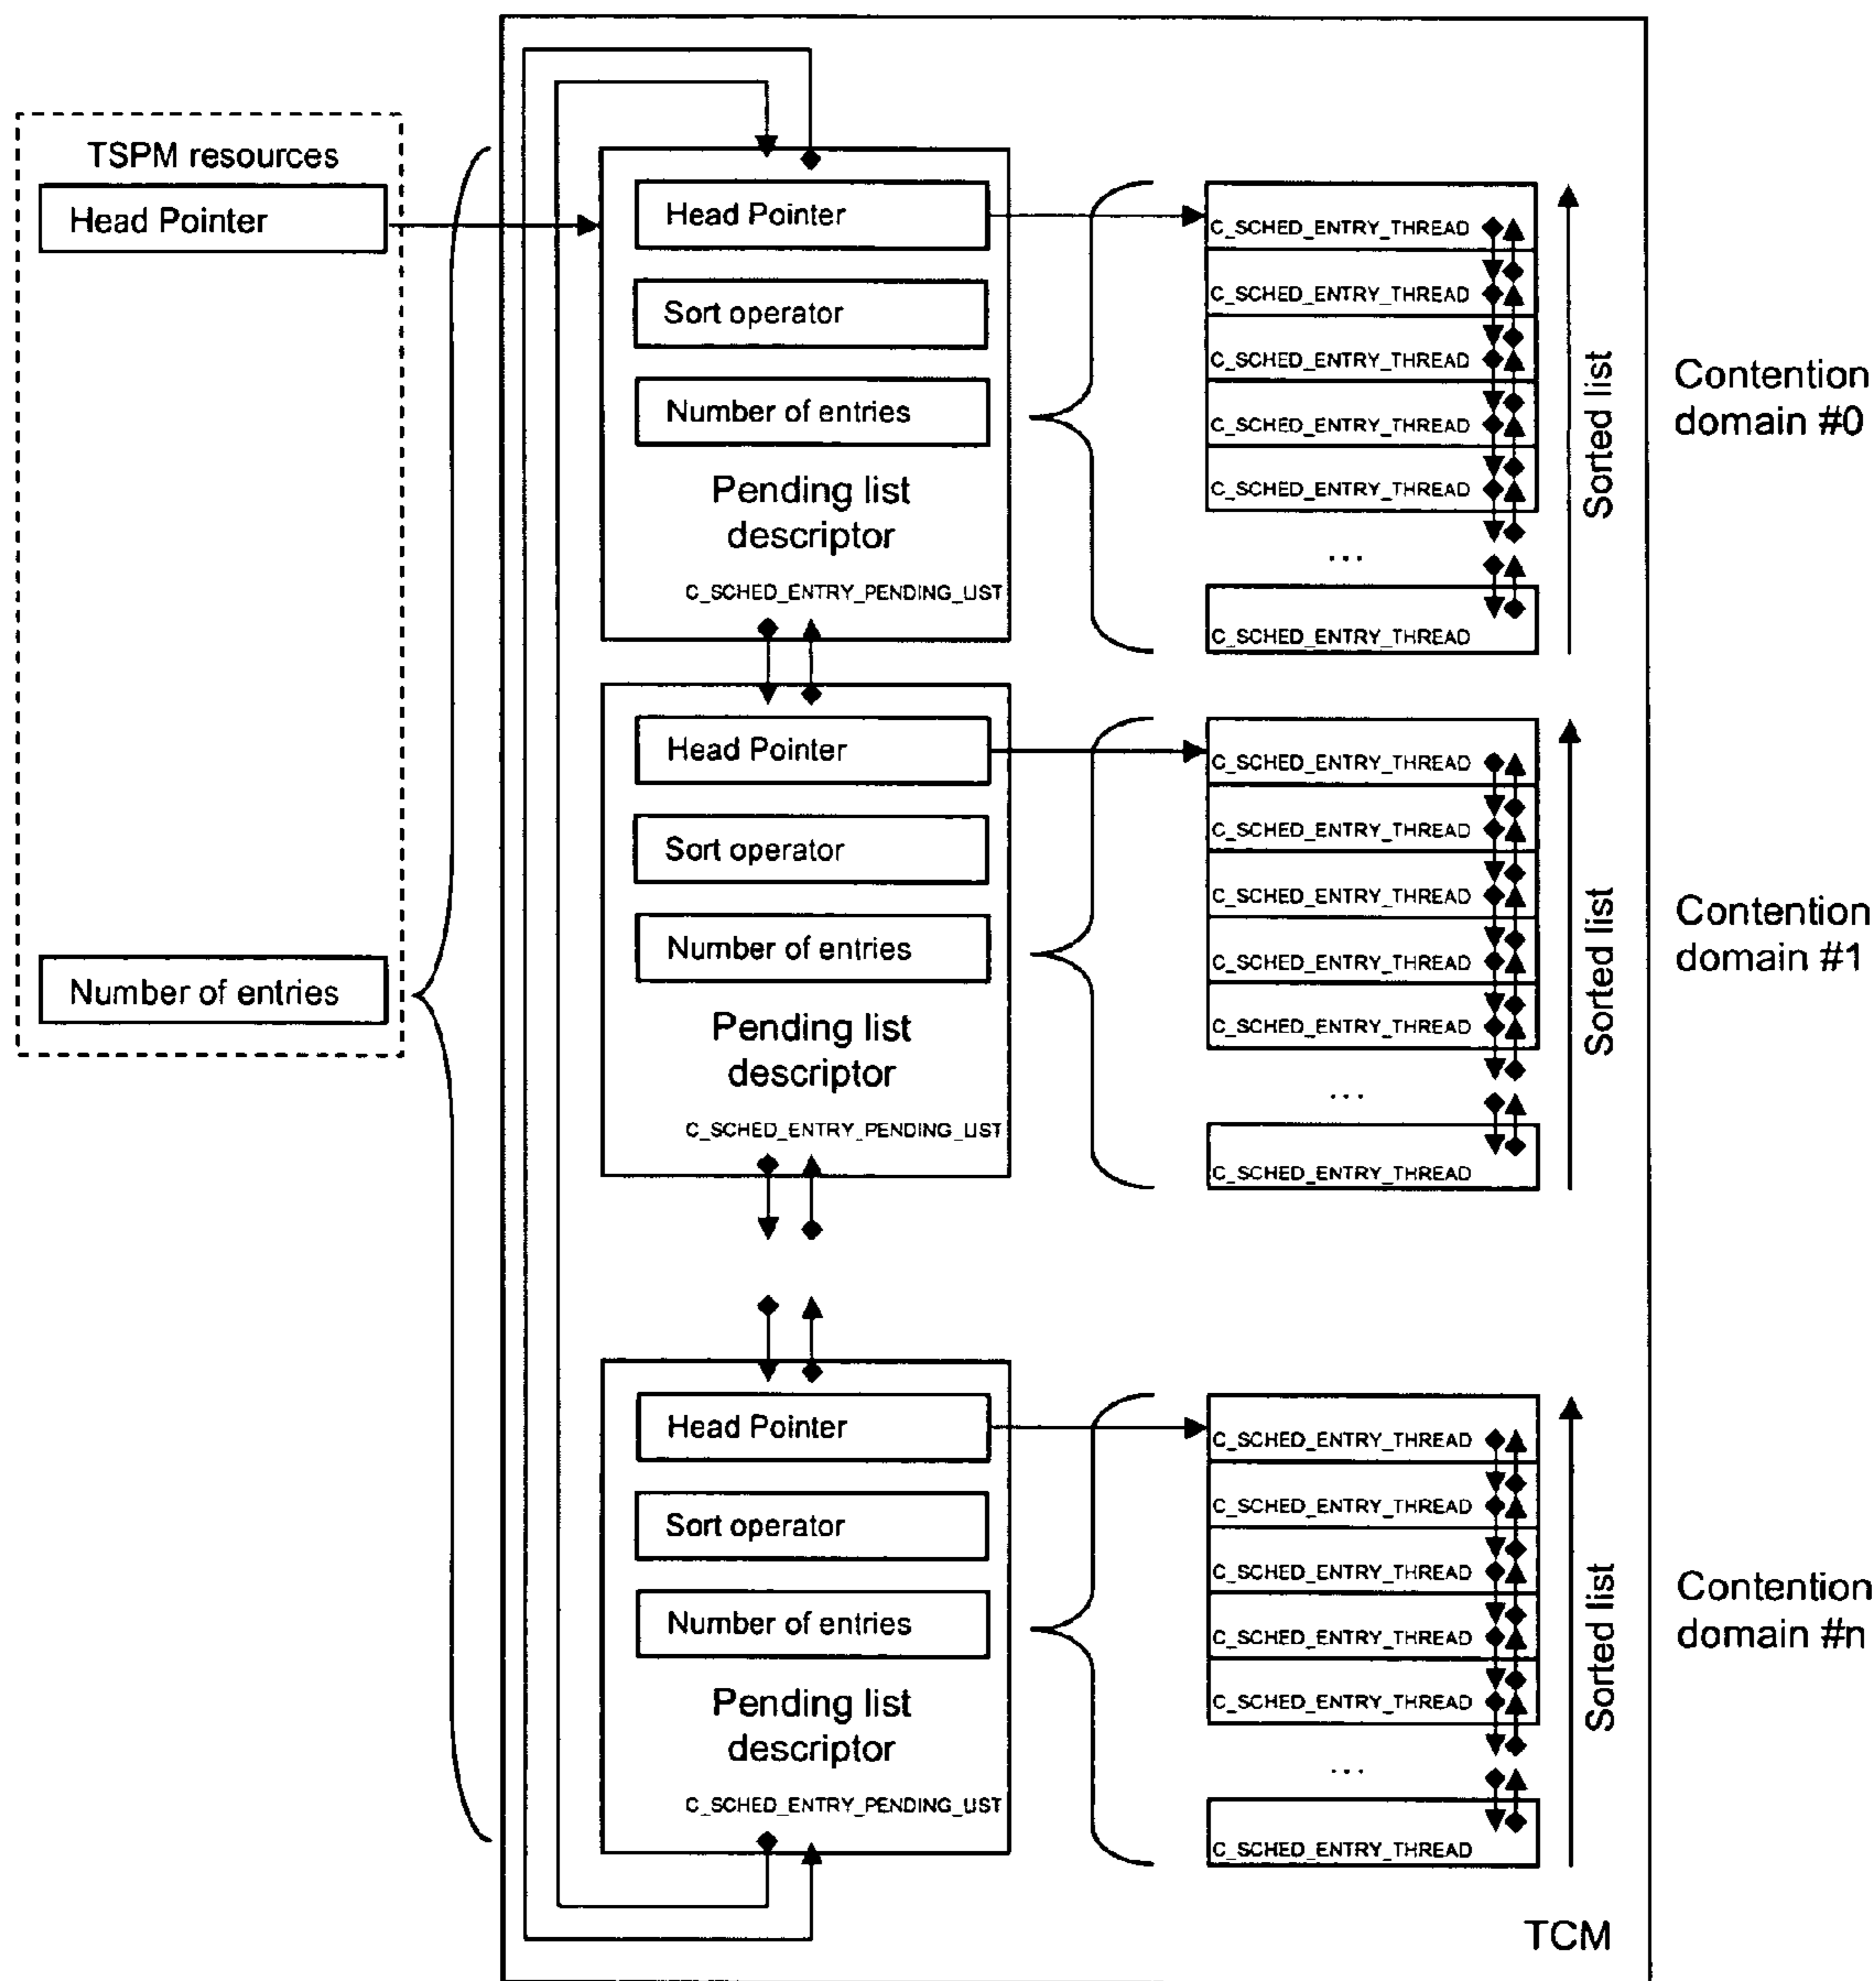 TSPM resources
Head Pointer
Number of entries
Head Pointer
Sort operator
Number of entries
Pending list
descriptor
C_SCHED_ENTRY_PENDING_LIST
C_SCHED_ENTRY_THREAD
C_SCHED_ENTRY_THREAD
C_SCHED_ENTRY_THREAD
C_SCHED_ENTRY_THREAD
C_SCHED_ENTRY_THREAD
...
C_SCHED_ENTRY_THREAD
Sorted list
Contention
domain #0
Head Pointer
Sort operator
Number of entries
Pending list
descriptor
C_SCHED_ENTRY_PENDING_LIST
C_SCHED_ENTRY_THREAD
C_SCHED_ENTRY_THREAD
C_SCHED_ENTRY_THREAD
C_SCHED_ENTRY_THREAD
C_SCHED_ENTRY_THREAD
...
C_SCHED_ENTRY_THREAD
Sorted list
Contention
domain #1
Head Pointer
Sort operator
Number of entries
Pending list
descriptor
C_SCHED_ENTRY_PENDING_LIST
C_SCHED_ENTRY_THREAD
C_SCHED_ENTRY_THREAD
C_SCHED_ENTRY_THREAD
C_SCHED_ENTRY_THREAD
C_SCHED_ENTRY_THREAD
...
C_SCHED_ENTRY_THREAD
Sorted list
Contention
domain #n
TCM